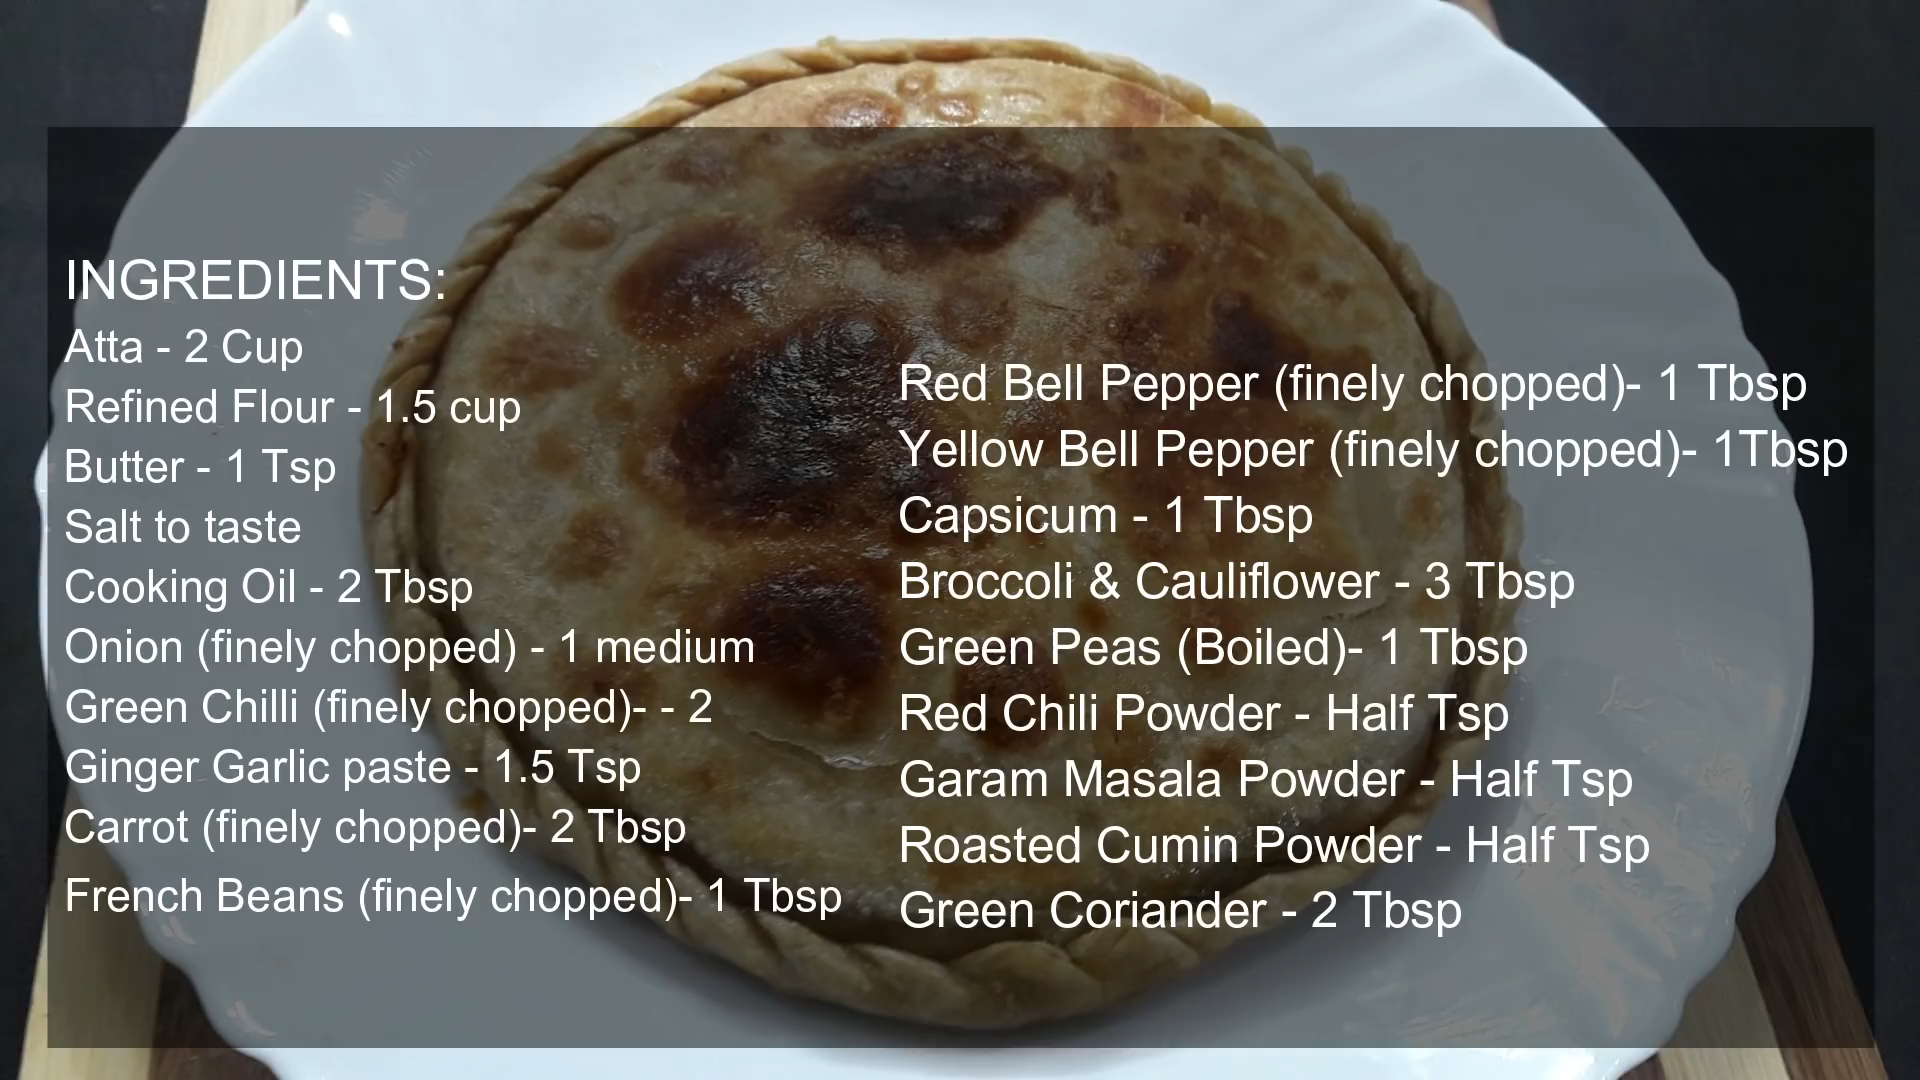 INGREDIENTS:
Atta - 2 Cup
Refined Flour - 1.5 cup
Butter - 1 Tsp
Salt to taste
Cooking Oil - 2 Tbsp
Onion (finely chopped) - 1 medium
Green Chilli (finely chopped)- - 2
Ginger Garlic paste - 1.5 Tsp
Carrot (finely chopped)- 2 Tbsp
French Beans (finely chopped)- 1 Tbsp
Red Bell Pepper (finely chopped)- 1 Tbsp
Yellow Bell Pepper (finely chopped)- 1Tbsp
Capsicum - 1 Tbsp
Broccoli & Cauliflower - 3 Tbsp
Green Peas (Boiled)- 1 Tbsp
Red Chili Powder - Half Tsp
Garam Masala Powder - Half Tsp
Roasted Cumin Powder - Half Tsp
Green Coriander - 2 Tbsp